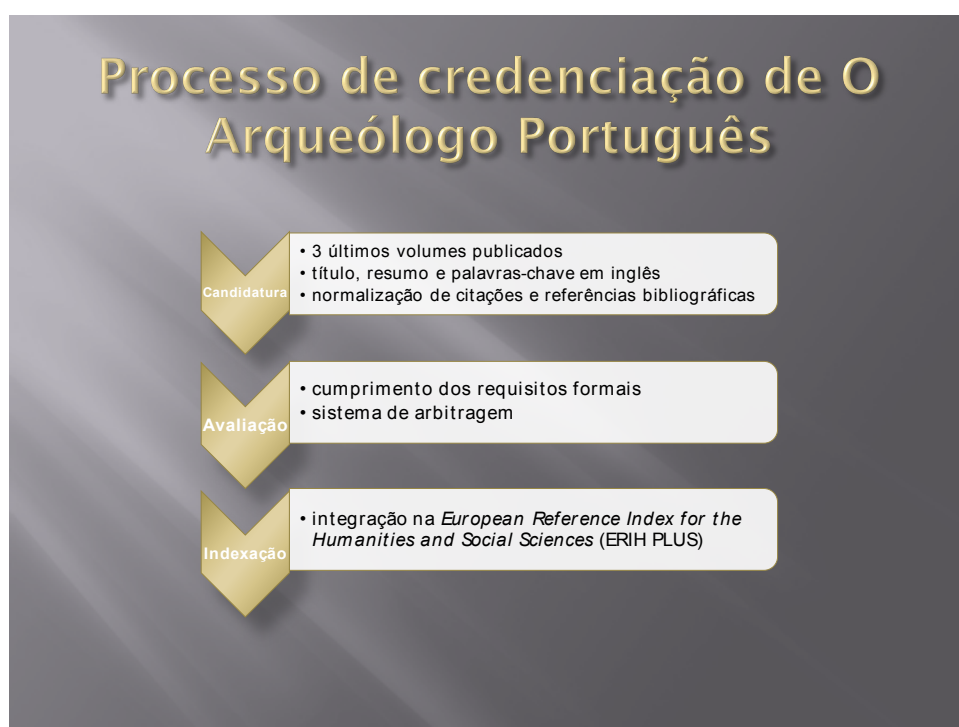 Processo de credenciação de O
Arqueólogo Português
Candidatura
• 3 últimos volumes publicados
• título, resumo e palavras-chave em inglês
• normalização de citações e referências bibliográficas
Avaliação
• cumprimento dos requisitos formais
• sistema de arbitragem
Indexação
• integração na European Reference Index for the
Humanities and Social Sciences (ERIH PLUS)